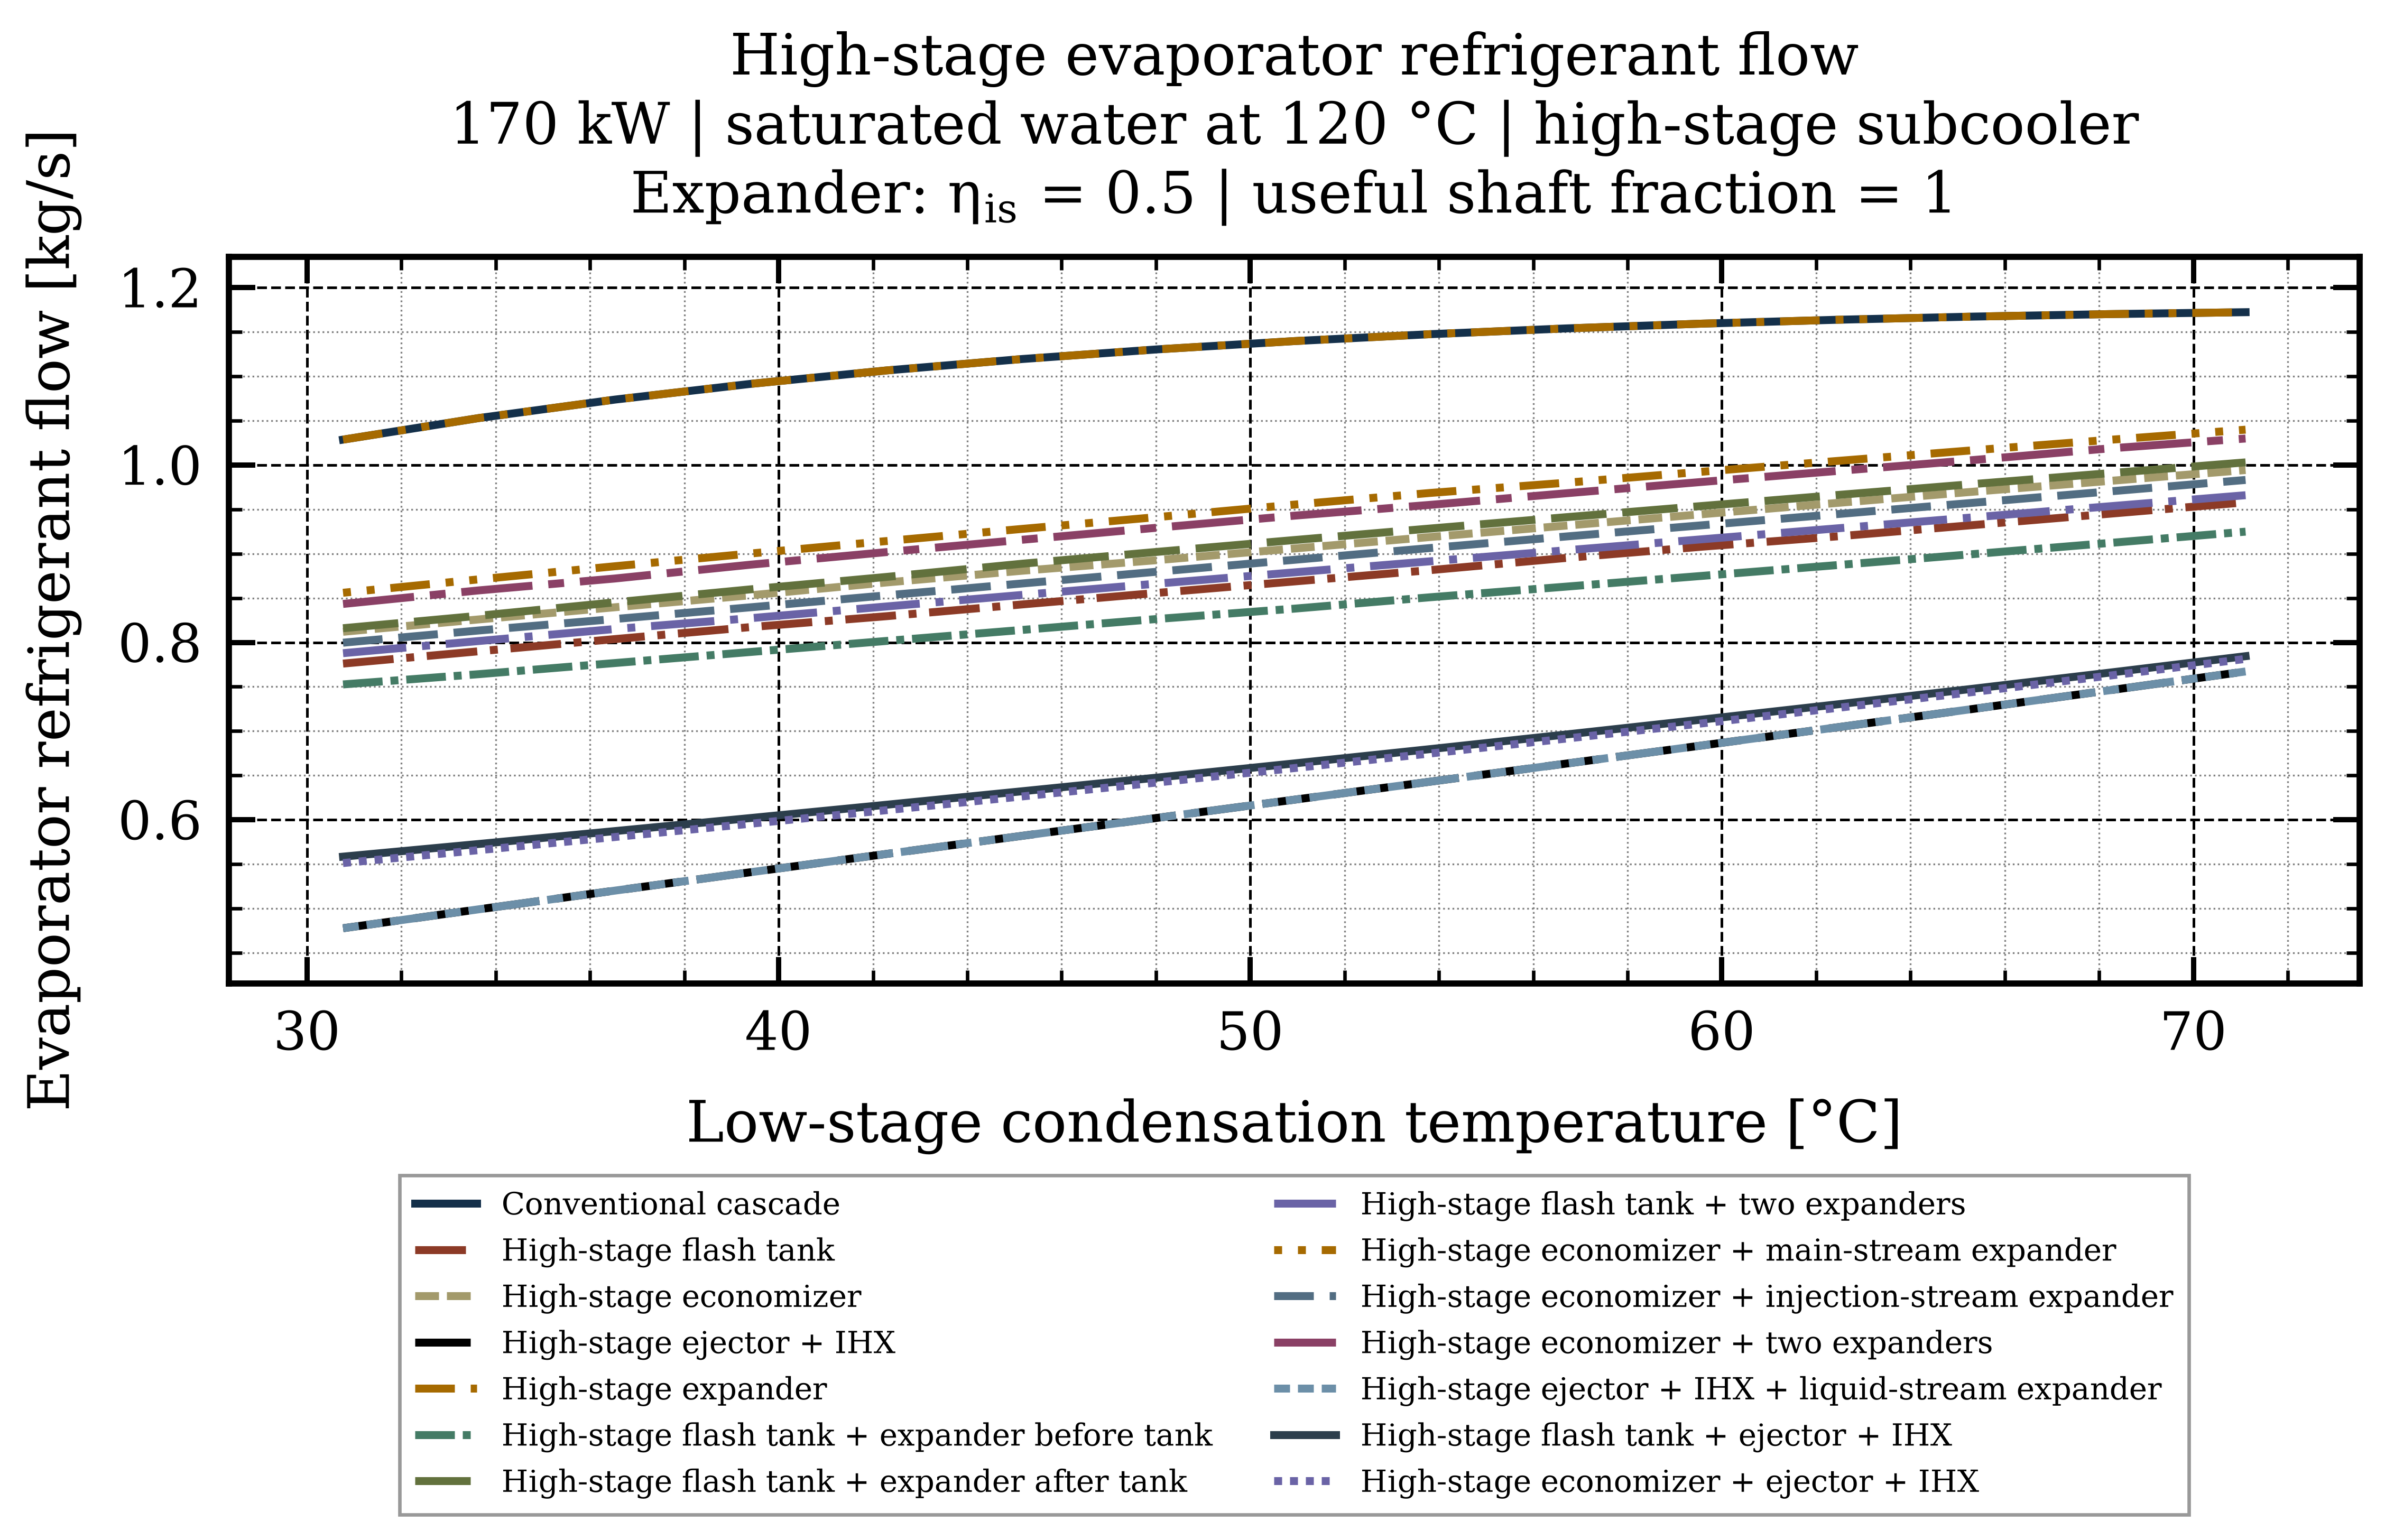 High-stage evaporator refrigerant flow
170 kW | saturated water at 120 °C | high-stage subcooler
Expander: ηis = 0.5 | useful shaft fraction = 1
Evaporator refrigerant flow [kg/s]
1.2
1.0
0.8
0.6
30 40 50 60 70
Low-stage condensation temperature [°C]
Conventional cascade
High-stage flash tank
High-stage economizer
High-stage ejector + IHX
High-stage expander
High-stage flash tank + expander before tank
High-stage flash tank + expander after tank
High-stage flash tank + two expanders
High-stage economizer + main-stream expander
High-stage economizer + injection-stream expander
High-stage economizer + two expanders
High-stage ejector + IHX + liquid-stream expander
High-stage flash tank + ejector + IHX
High-stage economizer + ejector + IHX